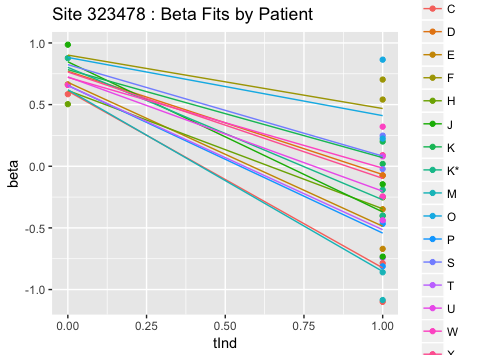 Site 323478 : Beta Fits by Patient
1.0
0.5
0.0
-0.5
-1.0
beta
0.00
0.25
0.50
0.75
1.00
tInd
C
D
E
F
H
J
K
K*
M
O
P
S
T
U
W